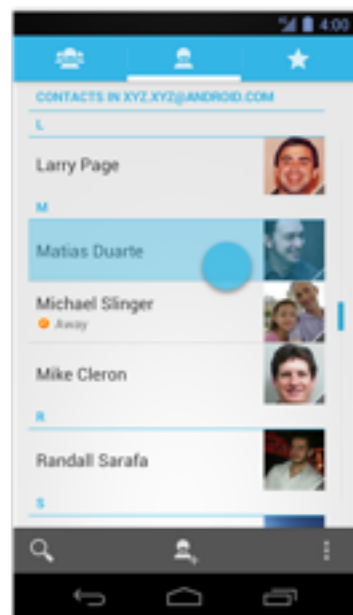 4:00
CONTACTS IN XYZ.XYZ@ANDROID.COM
L
Larry Page
M
Matias Duarte
Michael Slinger
Away
Mike Cleron
R
Randall Sarafa
S